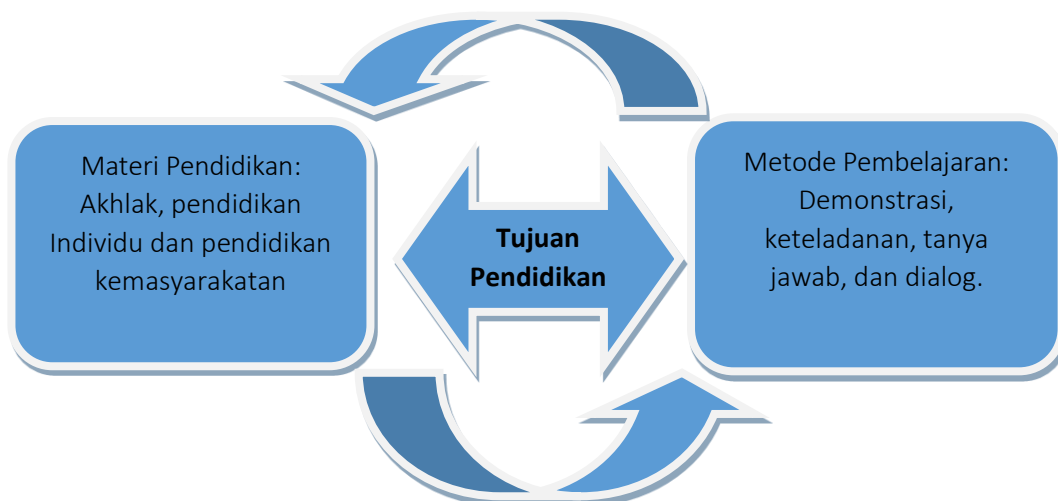 Materi Pendidikan:
Akhlak, pendidikan
Individu dan pendidikan
kemasyarakatan
Tujuan
Pendidikan
Metode Pembelajaran:
Demonstrasi,
keteladanan, tanya
jawab, dan dialog.